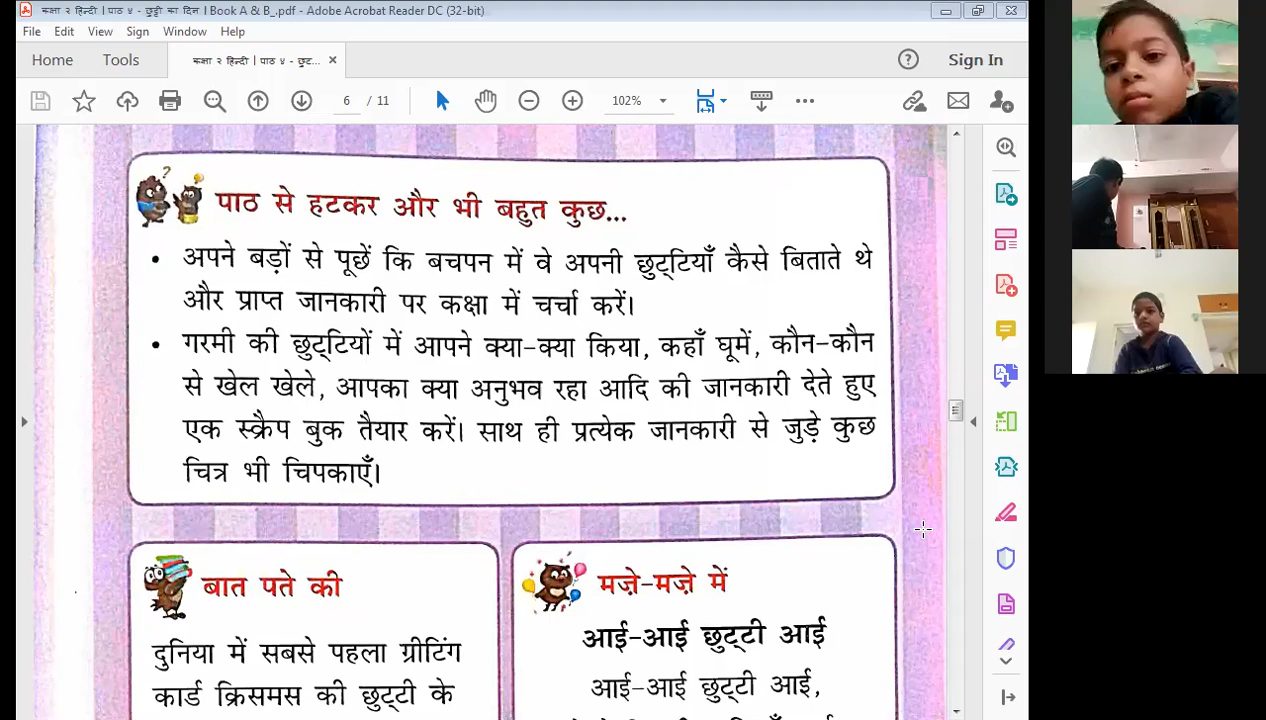 कक्षा २ हिन्दी | पाठ ४ - छुट्टी का दिन | Book A & B_.pdf - Adobe Acrobat Reader DC (32-bit)
File Edit View Sign Window Help
Home Tools कक्षा २ हिन्दी | पाठ ४ - छुट... Sign In
6 / 11 102%
पाठ से हटकर और भी बहुत कुछ...
• अपने बड़ों से पूछें कि बचपन में वे अपनी छुट्टियाँ कैसे बिताते थे
और प्राप्त जानकारी पर कक्षा में चर्चा करें।
• गरमी की छुट्टियों में आपने क्या-क्या किया, कहाँ घूमें, कौन-कौन
से खेल खेले, आपका क्या अनुभव रहा आदि की जानकारी देते हुए
एक स्क्रैप बुक तैयार करें। साथ ही प्रत्येक जानकारी से जुड़े कुछ
चित्र भी चिपकाएँ।
बात पते की
दुनिया में सबसे पहला ग्रीटिंग
कार्ड क्रिसमस की छुट्टी के
मज़े-मज़े में
आई-आई छुट्टी आई
आई-आई छुट्टी आई,